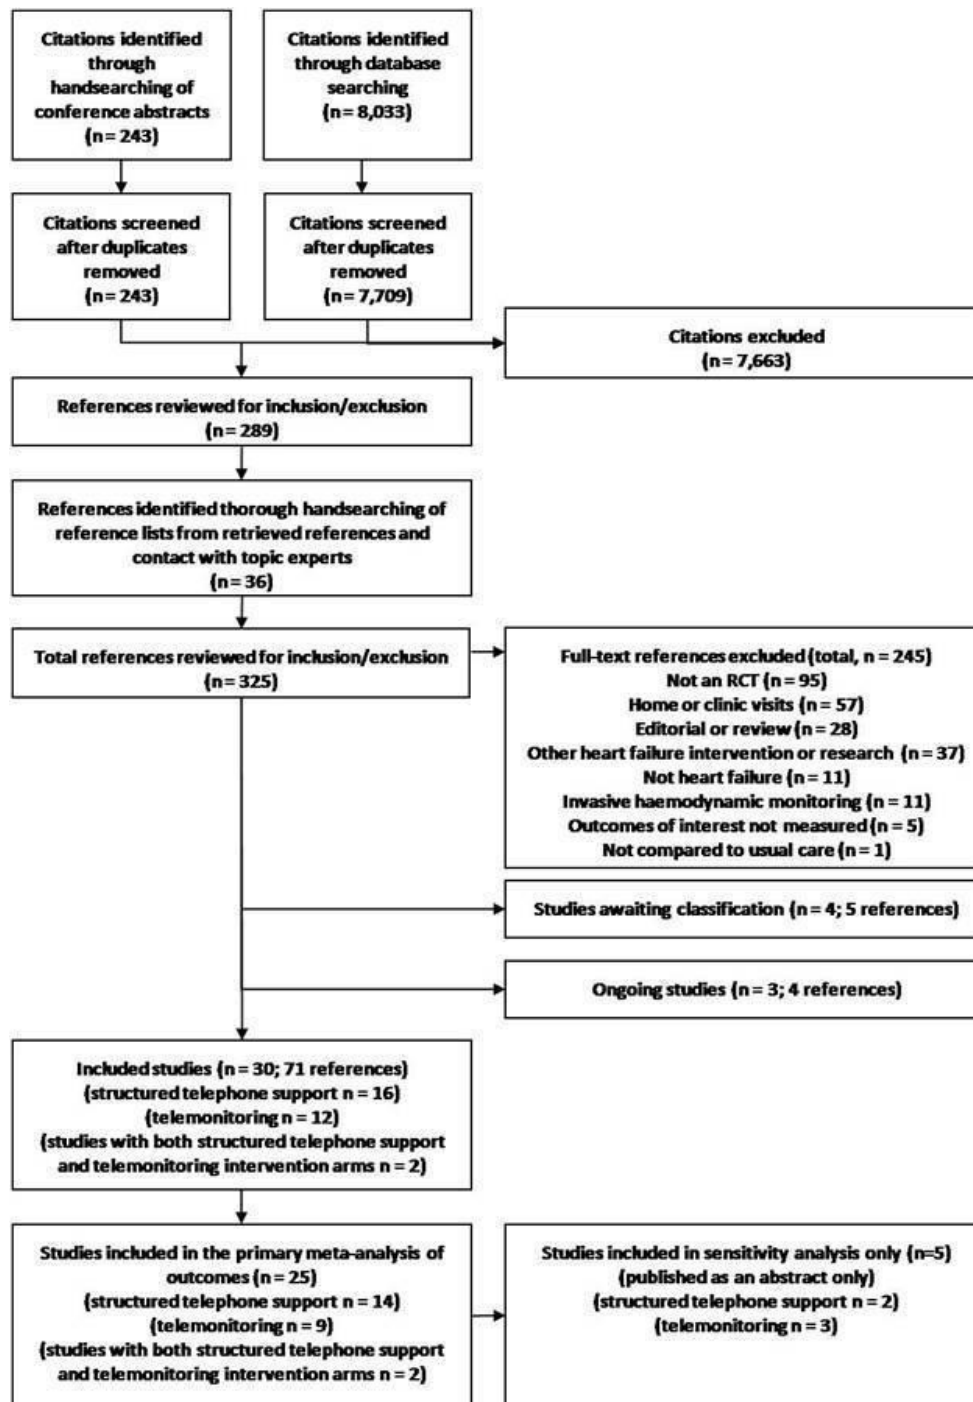 Citations identified
through
handsearching of
conference abstracts
(n = 243)
Citations identified
through database
searching
(n = 8,033)
Citations screened
after duplicates
removed
(n = 243)
Citations screened
after duplicates
removed
(n = 7,709)
Citations excluded
(n = 7,663)
References reviewed for inclusion/exclusion
(n = 289)
References identified thorough handsearching of
reference lists from retrieved references and
contact with topic experts
(n = 36)
Total references reviewed for inclusion/exclusion
(n = 325)
Full-text references excluded (total, n = 245)
Not an RCT (n = 95)
Home or clinic visits (n = 57)
Editorial or review (n = 28)
Other heart failure intervention or research (n = 37)
Not heart failure (n = 11)
Invasive haemodynamic monitoring (n = 11)
Outcomes of interest not measured (n = 5)
Not compared to usual care (n = 1)
Studies awaiting classification (n = 4; 5 references)
Ongoing studies (n = 3; 4 references)
Included studies (n = 30; 71 references)
(structured telephone support n = 16)
(telemonitoring n = 12)
(studies with both structured telephone support
and telemonitoring intervention arms n = 2)
Studies included in the primary meta-analysis of
outcomes (n = 25)
(structured telephone support n = 14)
(telemonitoring n = 9)
(studies with both structured telephone support
and telemonitoring intervention arms n = 2)
Studies included in sensitivity analysis only (n=5)
(published as an abstract only)
(structured telephone support n = 2)
(telemonitoring n = 3)